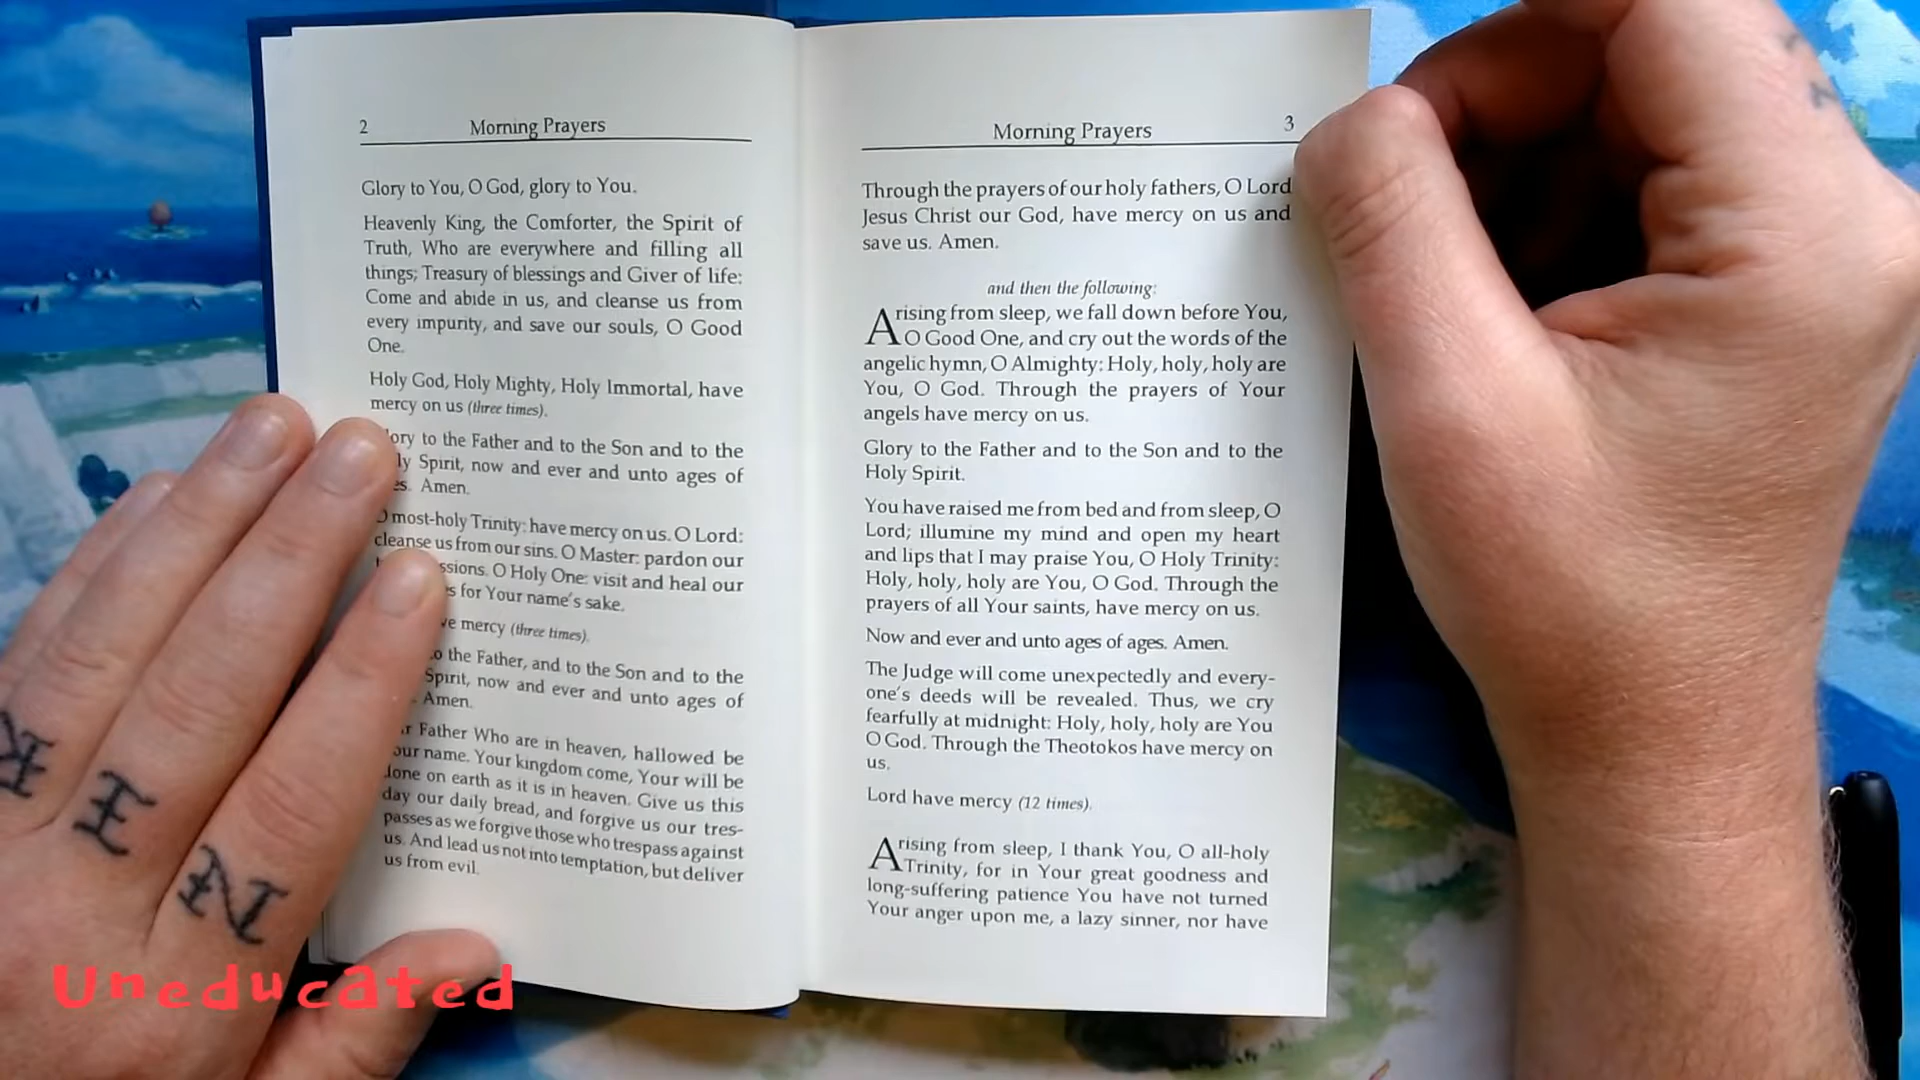 2 Morning Prayers
Glory to You, O God, glory to You.
Heavenly King, the Comforter, the Spirit of
Truth, Who are everywhere and filling all
things; Treasury of blessings and Giver of life:
Come and abide in us, and cleanse us from
every impurity, and save our souls, O Good
One.
Holy God, Holy Mighty, Holy Immortal, have
mercy on us (three times).
to the Father and to the Son and to the
Spirit, now and ever and unto ages of
Amen.
O most-holy Trinity: have mercy on us. O Lord:
cleanse us from our sins. O Master: pardon our
O Holy One: visit and heal our
for Your name's sake.
mercy (three times).
the Father, and to the Son and to the
Spirit, now and ever and unto ages of
Amen.
Father Who are in heaven, hallowed be
name. Your kingdom come, Your will be
done on earth as it is in heaven. Give us this
day our daily bread, and forgive us our tres-
passes as we forgive those who trespass against
us. And lead us not into temptation, but deliver
us from evil.
Morning Prayers 3
Through the prayers of our holy fathers, O Lord
Jesus Christ our God, have mercy on us and
save us. Amen.
and then the following:
Arising from sleep, we fall down before You,
O Good One, and cry out the words of the
angelic hymn, O Almighty: Holy, holy, holy are
You, O God. Through the prayers of Your
angels have mercy on us.
Glory to the Father and to the Son and to the
Holy Spirit.
You have raised me from bed and from sleep, O
Lord; illumine my mind and open my heart
and lips that I may praise You, O Holy Trinity:
Holy, holy, holy are You, O God. Through the
prayers of all Your saints, have mercy on us.
Now and ever and unto ages of ages. Amen.
The Judge will come unexpectedly and every-
one's deeds will be revealed. Thus, we cry
fearfully at midnight: Holy, holy, holy are You
O God. Through the Theotokos have mercy on
us.
Lord have mercy (12 times).
Arising from sleep, I thank You, O all-holy
Trinity, for in Your great goodness and
long-suffering patience You have not turned
Your anger upon me, a lazy sinner, nor have
K E N
Uneducated